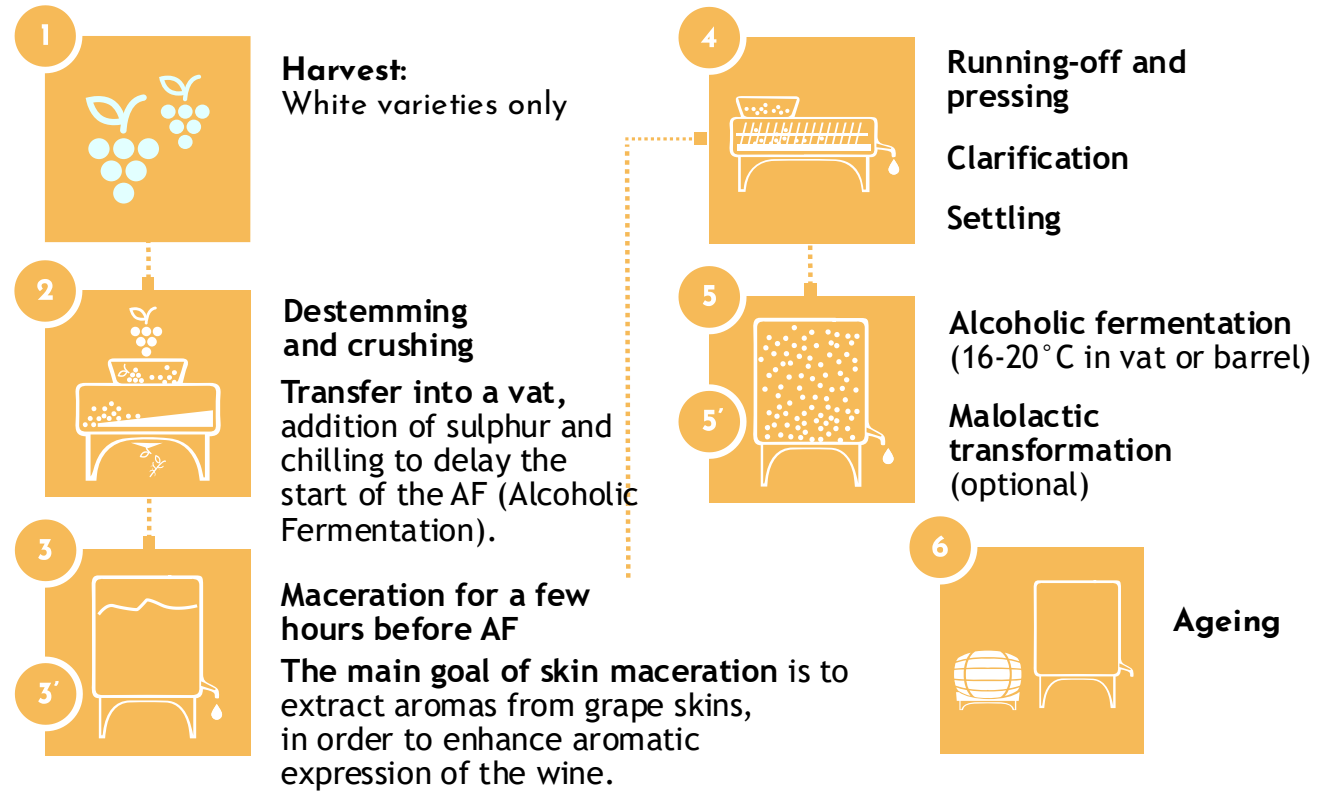 1
Harvest:
White varieties only
2
Destemming
and crushing
Transfer into a vat,
addition of sulphur and
chilling to delay the
start of the AF (Alcoholic
Fermentation).
3
3´
Maceration for a few
hours before AF
The main goal of skin maceration is to
extract aromas from grape skins,
in order to enhance aromatic
expression of the wine.
4
Running-off and
pressing
Clarification
Settling
5
5´
Alcoholic fermentation
(16-20°C in vat or barrel)
Malolactic
transformation
(optional)
6
Ageing